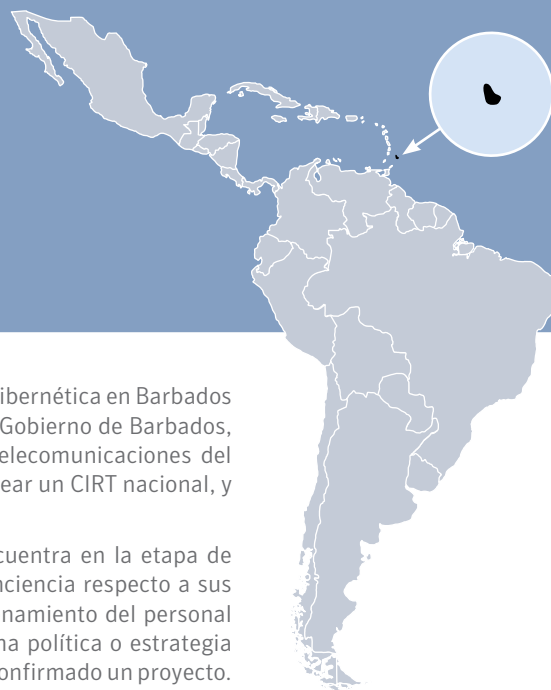 ibernética en Barbados
Gobierno de Barbados,
elecomunicaciones del
ear un CIRT nacional, y
cuentra en la etapa de
nciencia respecto a sus
namiento del personal
na política o estrategia
onfirmado un proyecto.